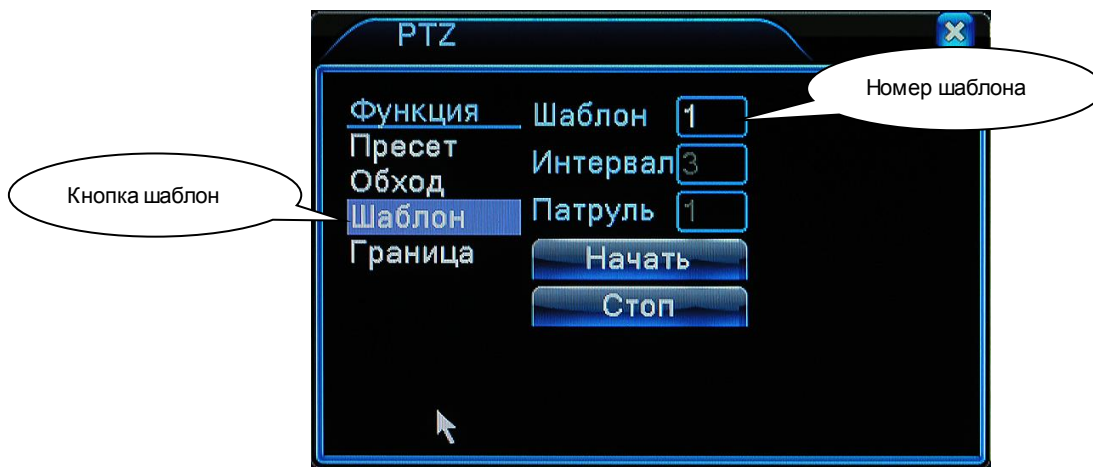 PTZ
Номер шаблона
Функция
Шаблон 1
Пресет
Интервал 3
Обход
Кнопка шаблон
Шаблон
Патруль 1
Граница
Начать
Стоп